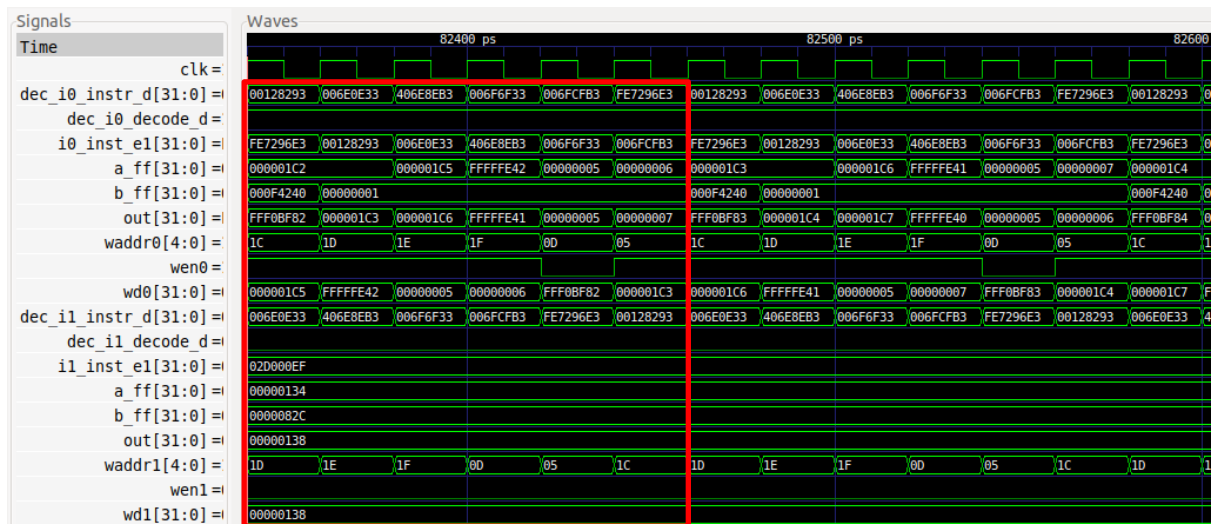 Signals Waves
Time 82400 ps 82500 ps 82600
clk =
dec_i0_instr_d[31:0] = 00128293 006E0E33 406E8EB3 006F6F33 006FCFB3 FE7296E3 00128293 006E0E33 406E8EB3 006F6F33 006FCFB3 FE7296E3 00128293
dec_i0_decode_d =
i0_inst_e1[31:0] = FE7296E3 00128293 006E0E33 406E8EB3 006F6F33 006FCFB3 FE7296E3 00128293 006E0E33 406E8EB3 006F6F33 006FCFB3 FE7296E3
a_ff[31:0] = 000001C2 000001C5 FFFFFE42 00000005 00000006 000001C3 000001C6 FFFFFE41 00000005 00000007 000001C4
b_ff[31:0] = 000F4240 00000001 000F4240 00000001 000F4240
out[31:0] = FFF0BF82 000001C3 000001C6 FFFFFE41 00000005 00000007 FFF0BF83 000001C4 000001C7 FFFFFE40 00000005 00000006 FFF0BF84
waddr0[4:0] = 1C 1D 1E 1F 0D 05 1C 1D 1E 1F 0D 05 1C
wen0 =
wd0[31:0] = 000001C5 FFFFFE42 00000005 00000006 FFF0BF82 000001C3 000001C6 FFFFFE41 00000005 00000007 FFF0BF83 000001C4 000001C7
dec_i1_instr_d[31:0] = 006E0E33 406E8EB3 006F6F33 006FCFB3 FE7296E3 00128293 006E0E33 406E8EB3 006F6F33 006FCFB3 FE7296E3 00128293 006E0E33
dec_i1_decode_d =
i1_inst_e1[31:0] = 02D000EF
a_ff[31:0] = 00000134
b_ff[31:0] = 0000082C
out[31:0] = 00000138
waddr1[4:0] = 1D 1E 1F 0D 05 1C 1D 1E 1F 0D 05 1C 1D
wen1 =
wd1[31:0] = 00000138